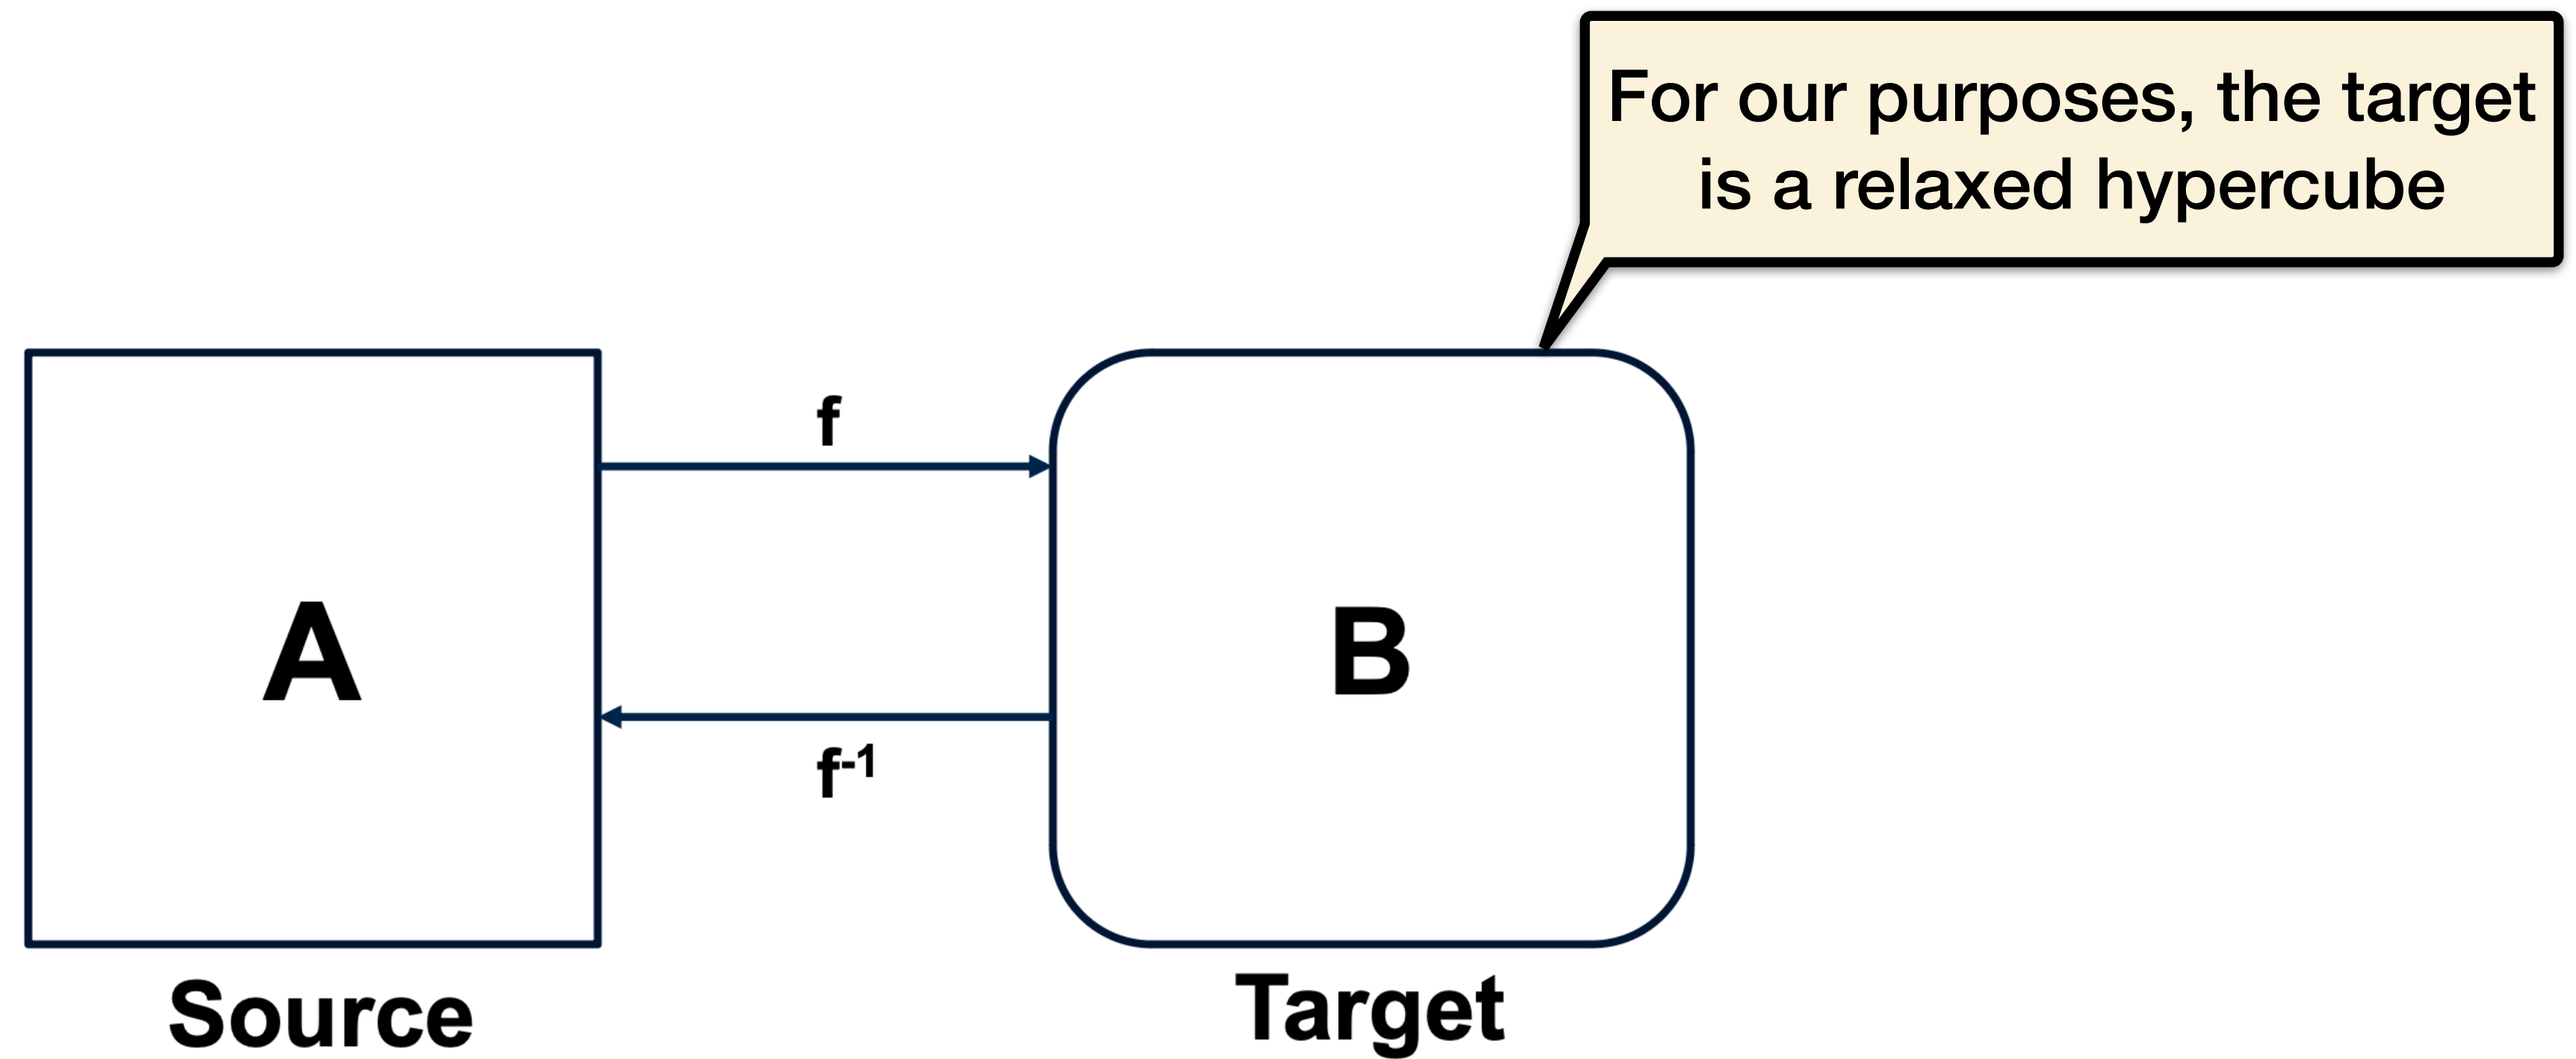 For our purposes, the target
is a relaxed hypercube
f
A
B
f-1
Source
Target